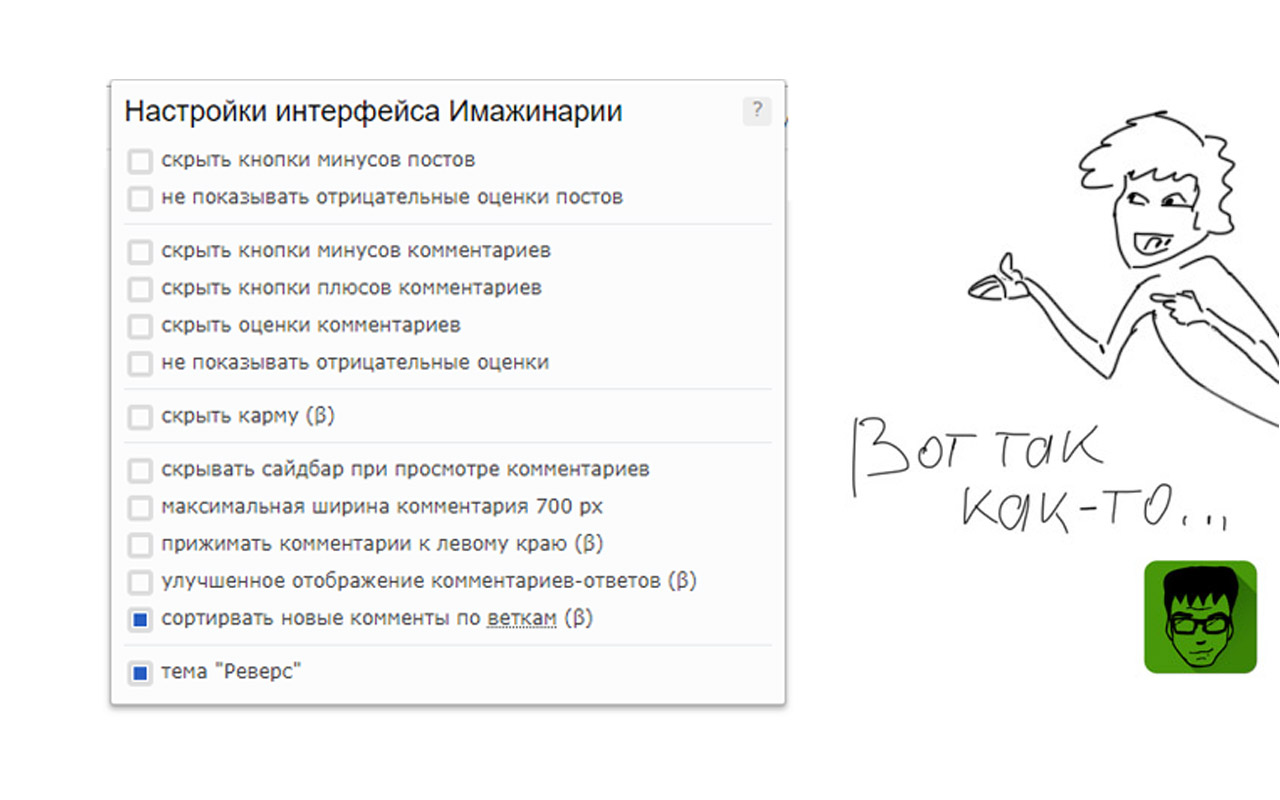 Настройки интерфейса Имажинарии
?
скрыть кнопки минусов постов
не показывать отрицательные оценки постов
скрыть кнопки минусов комментариев
скрыть кнопки плюсов комментариев
скрыть оценки комментариев
не показывать отрицательные оценки
скрыть карму (β)
скрывать сайдбар при просмотре комментариев
максимальная ширина комментария 700 px
прижимать комментарии к левому краю (β)
улучшенное отображение комментариев-ответов (β)
сортирвать новые комменты по веткам (β)
тема "Реверс"
Вот так
как-то...